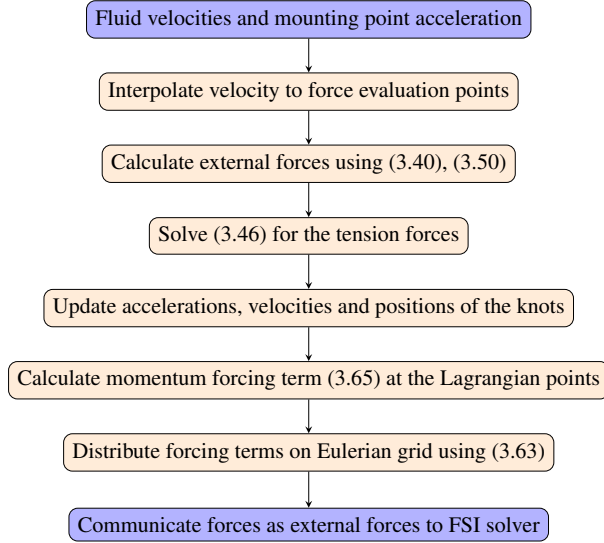 Fluid velocities and mounting point acceleration
Interpolate velocity to force evaluation points
Calculate external forces using (3.40), (3.50)
Solve (3.46) for the tension forces
Update accelerations, velocities and positions of the knots
Calculate momentum forcing term (3.65) at the Lagrangian points
Distribute forcing terms on Eulerian grid using (3.63)
Communicate forces as external forces to FSI solver